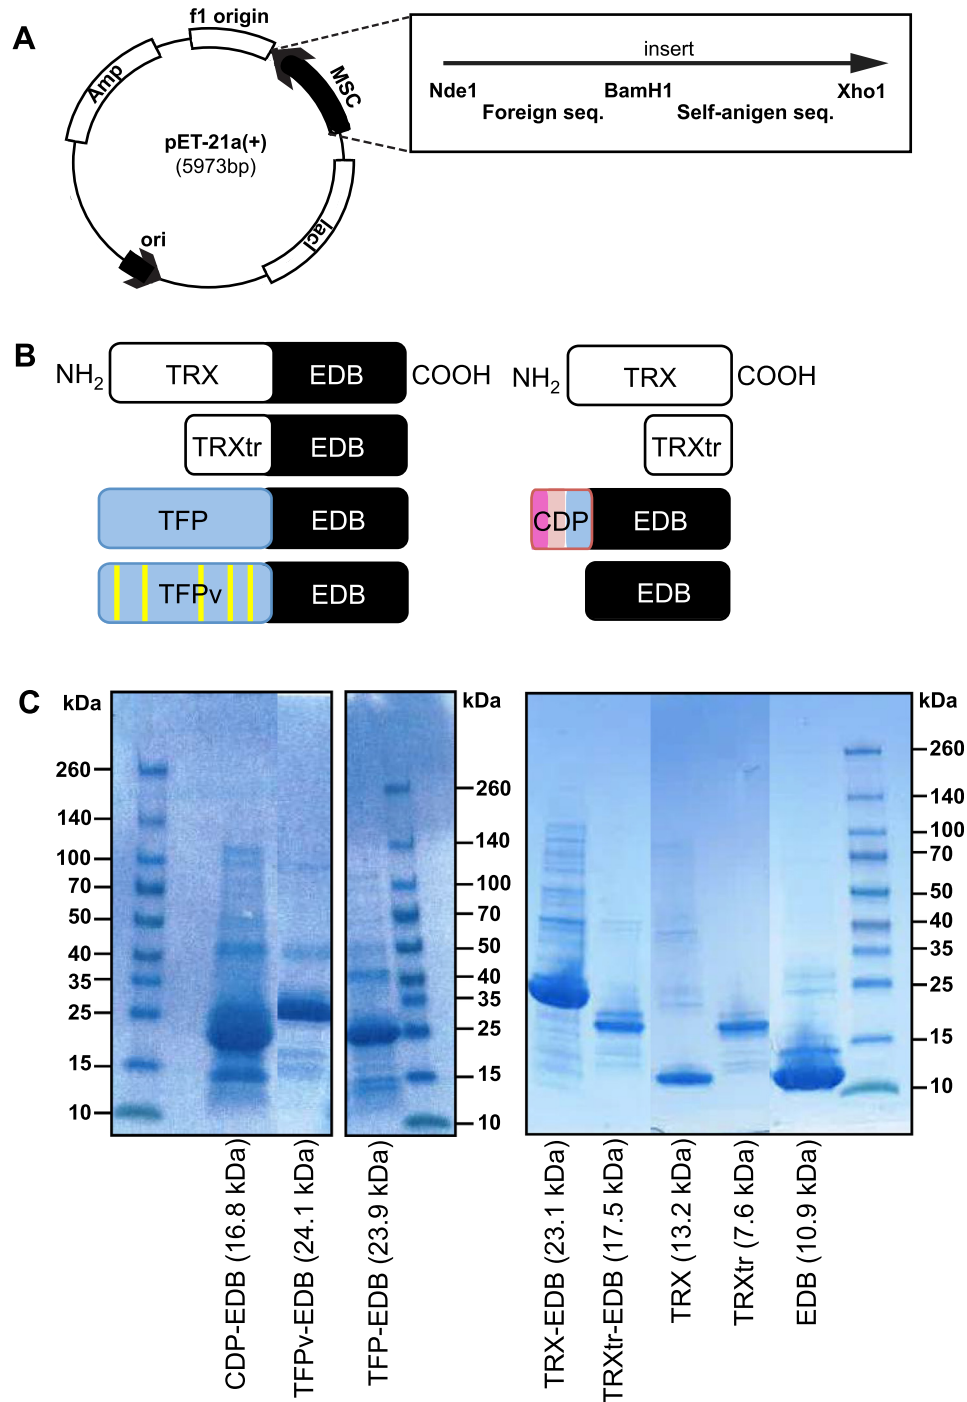 A
f1 origin
Amp
MSC
pET-21a(+)
(5973bp)
ori
lacI
insert
Nde1
BamH1
Xho1
Foreign seq.
Self-anigen seq.
B
NH2
TRX
EDB
COOH
NH2
TRX
COOH
TRXtr
EDB
TRXtr
TFP
EDB
CDP
EDB
TFPv
EDB
EDB
C
kDa
260
140
100
70
50
40
35
25
15
10
kDa
260
140
100
70
50
40
35
25
15
10
kDa
260
140
100
70
50
40
35
25
15
10
CDP-EDB (16.8 kDa)
TFPv-EDB (24.1 kDa)
TFP-EDB (23.9 kDa)
TRX-EDB (23.1 kDa)
TRXtr-EDB (17.5 kDa)
TRX (13.2 kDa)
TRXtr (7.6 kDa)
EDB (10.9 kDa)